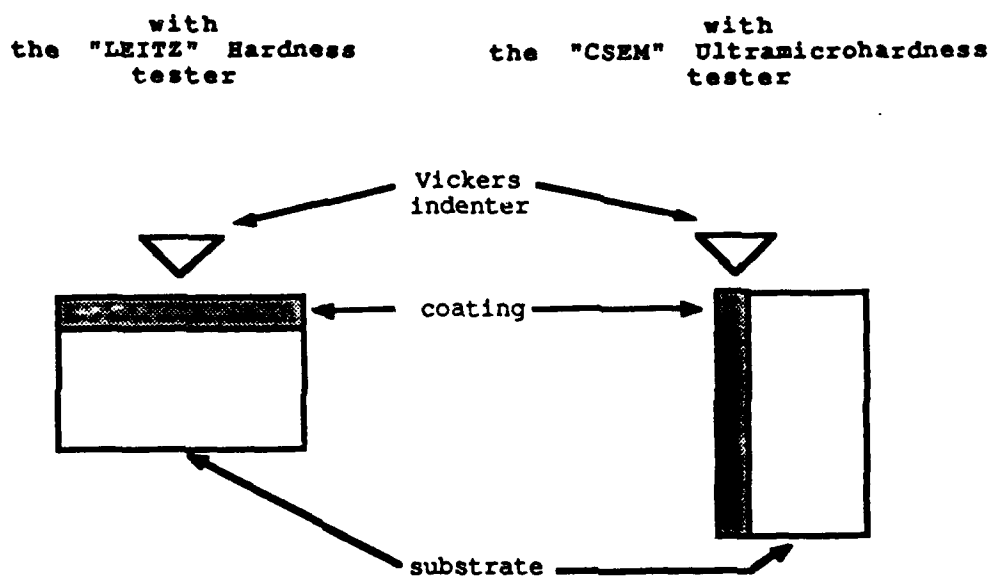 with
the "LEITZ" Hardness
tester
with
the "CSEM" Ultramicrohardness
tester
Vickers
indenter
coating
substrate